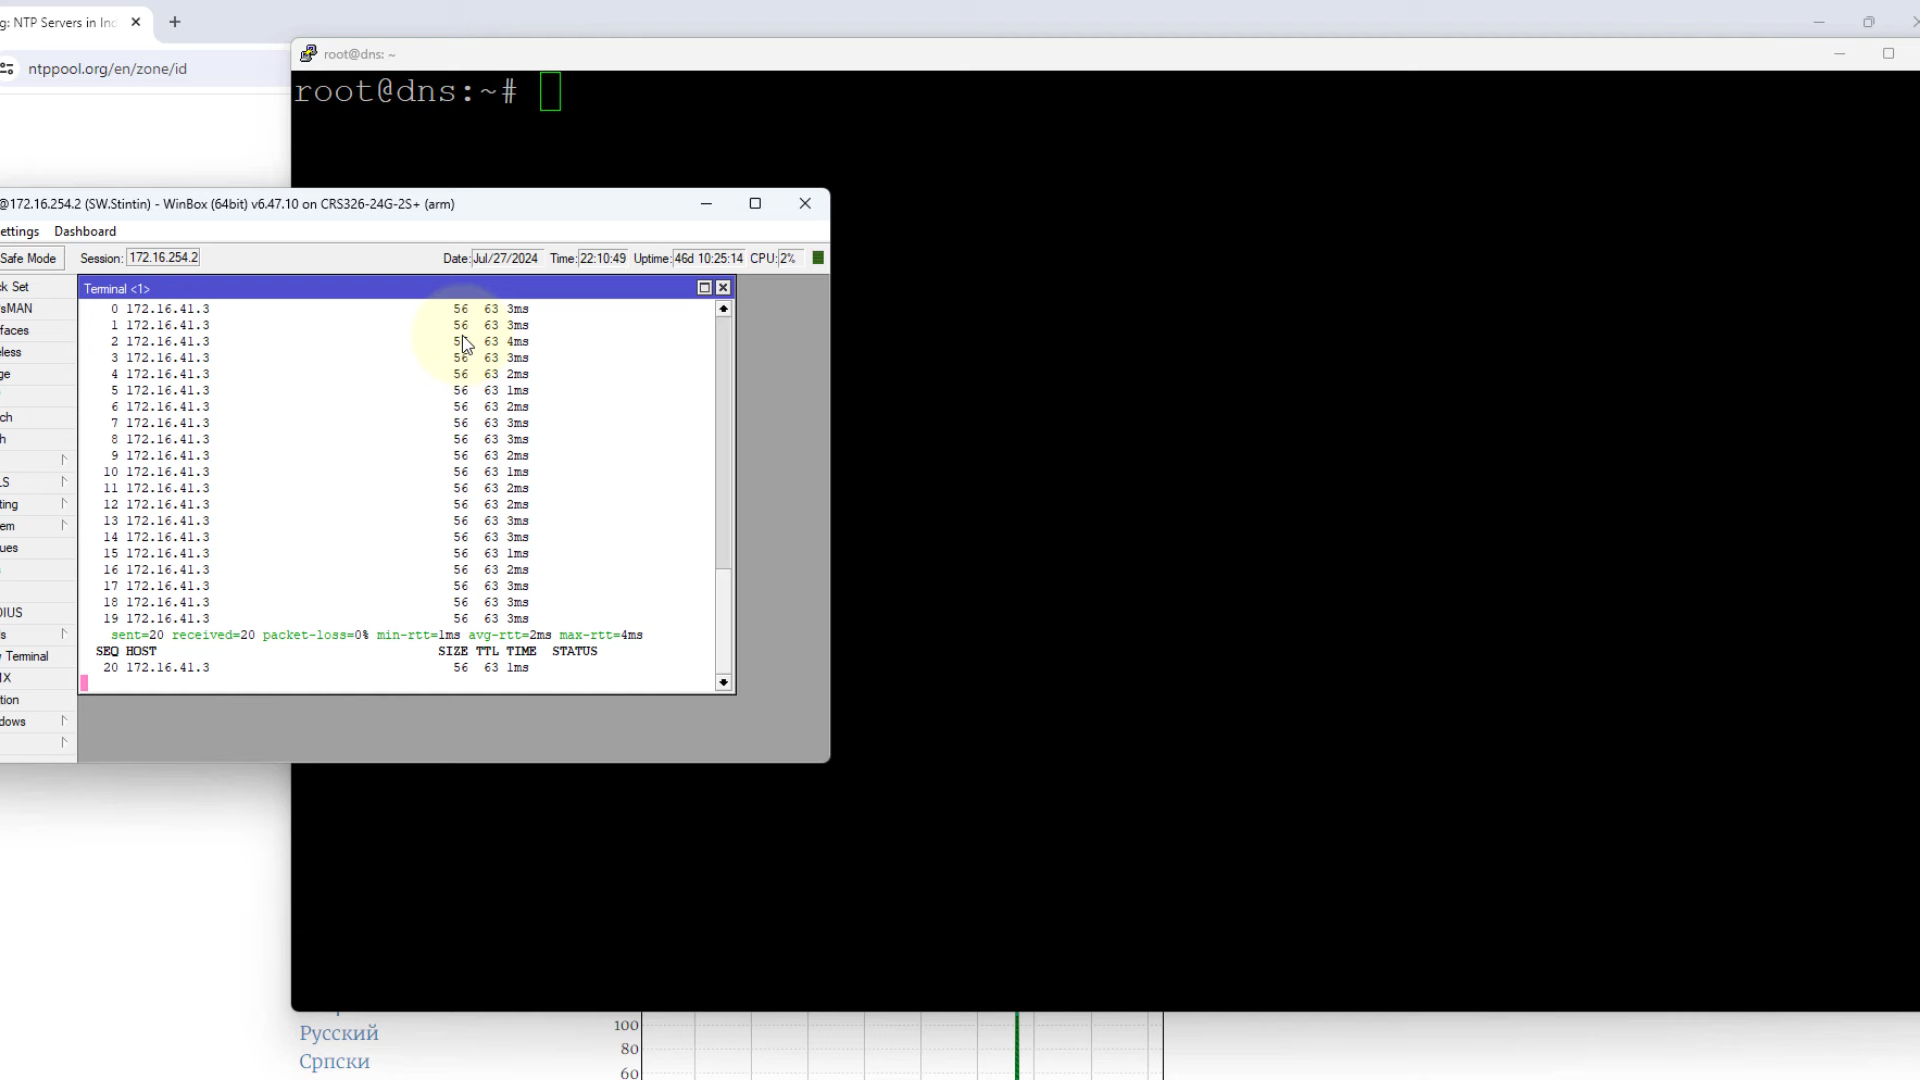 g: NTP Servers in Ind
ntppool.org/en/zone/id
root@dns: ~
root@dns:~#
@172.16.254.2 (SW.Stintin) - WinBox (64bit) v6.47.10 on CRS326-24G-2S+ (arm)
ettings Dashboard
Safe Mode Session: 172.16.254.2 Date: Jul/27/2024 Time: 22:10:49 Uptime: 46d 10:25:14 CPU: 2%
ck Set
sMAN
faces
eless
ge
ch
h
LS
ting
em
ues
DIUS
s
Terminal
IX
tion
dows
Terminal <1>
0 172.16.41.3 56 63 3ms
1 172.16.41.3 56 63 3ms
2 172.16.41.3 63 4ms
3 172.16.41.3 56 63 3ms
4 172.16.41.3 56 63 2ms
5 172.16.41.3 56 63 1ms
6 172.16.41.3 56 63 2ms
7 172.16.41.3 56 63 3ms
8 172.16.41.3 56 63 3ms
9 172.16.41.3 56 63 2ms
10 172.16.41.3 56 63 1ms
11 172.16.41.3 56 63 2ms
12 172.16.41.3 56 63 2ms
13 172.16.41.3 56 63 3ms
14 172.16.41.3 56 63 3ms
15 172.16.41.3 56 63 1ms
16 172.16.41.3 56 63 2ms
17 172.16.41.3 56 63 3ms
18 172.16.41.3 56 63 3ms
19 172.16.41.3 56 63 3ms
sent=20 received=20 packet-loss=0% min-rtt=1ms avg-rtt=2ms max-rtt=4ms
SEQ HOST SIZE TTL TIME STATUS
20 172.16.41.3 56 63 1ms
Русский
Српски
100
80
60